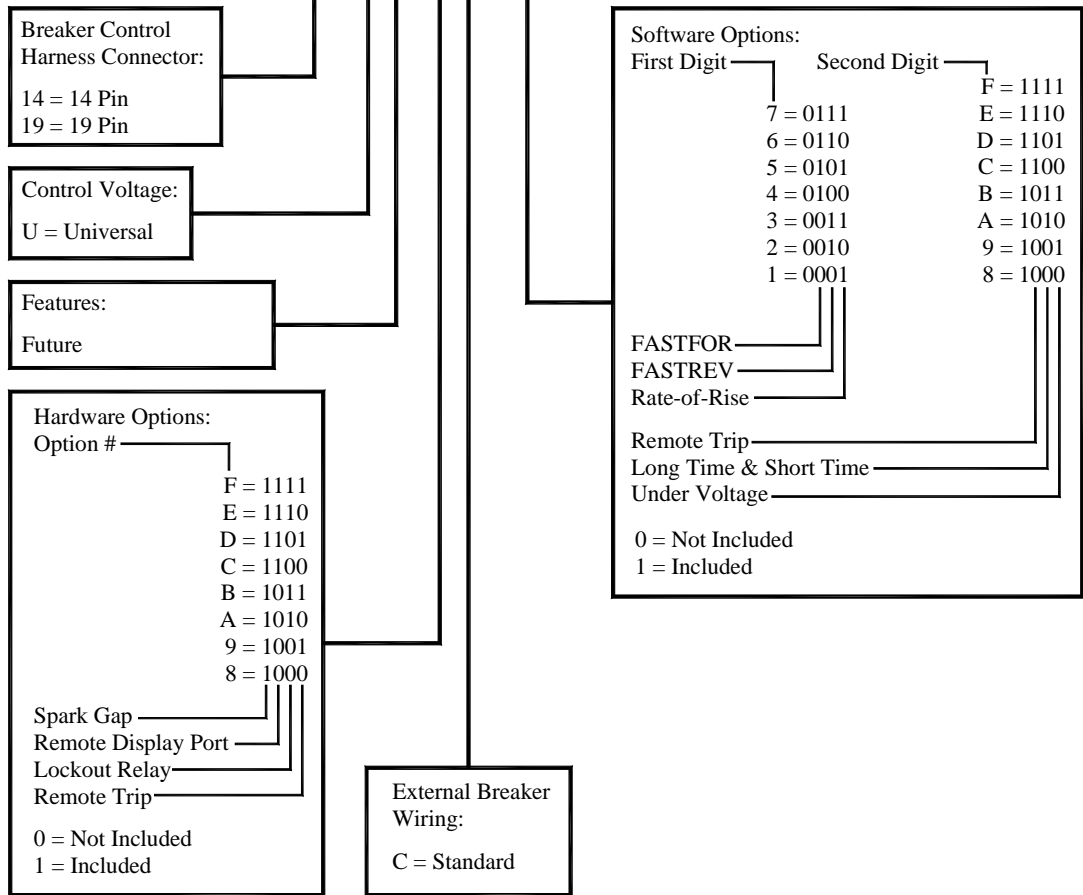 Breaker Control
Harness Connector:
14 = 14 Pin
19 = 19 Pin
Control Voltage:
U = Universal
Features:
Future
Hardware Options:
Option #
F = 1111
E = 1110
D = 1101
C = 1100
B = 1011
A = 1010
9 = 1001
8 = 1000
Spark Gap
Remote Display Port
Lockout Relay
Remote Trip
0 = Not Included
1 = Included
External Breaker
Wiring:
C = Standard
Software Options:
First Digit Second Digit
F = 1111
7 = 0111 E = 1110
6 = 0110 D = 1101
5 = 0101 C = 1100
4 = 0100 B = 1011
3 = 0011 A = 1010
2 = 0010 9 = 1001
1 = 0001 8 = 1000
FASTFOR
FASTREV
Rate-of-Rise
Remote Trip
Long Time & Short Time
Under Voltage
0 = Not Included
1 = Included